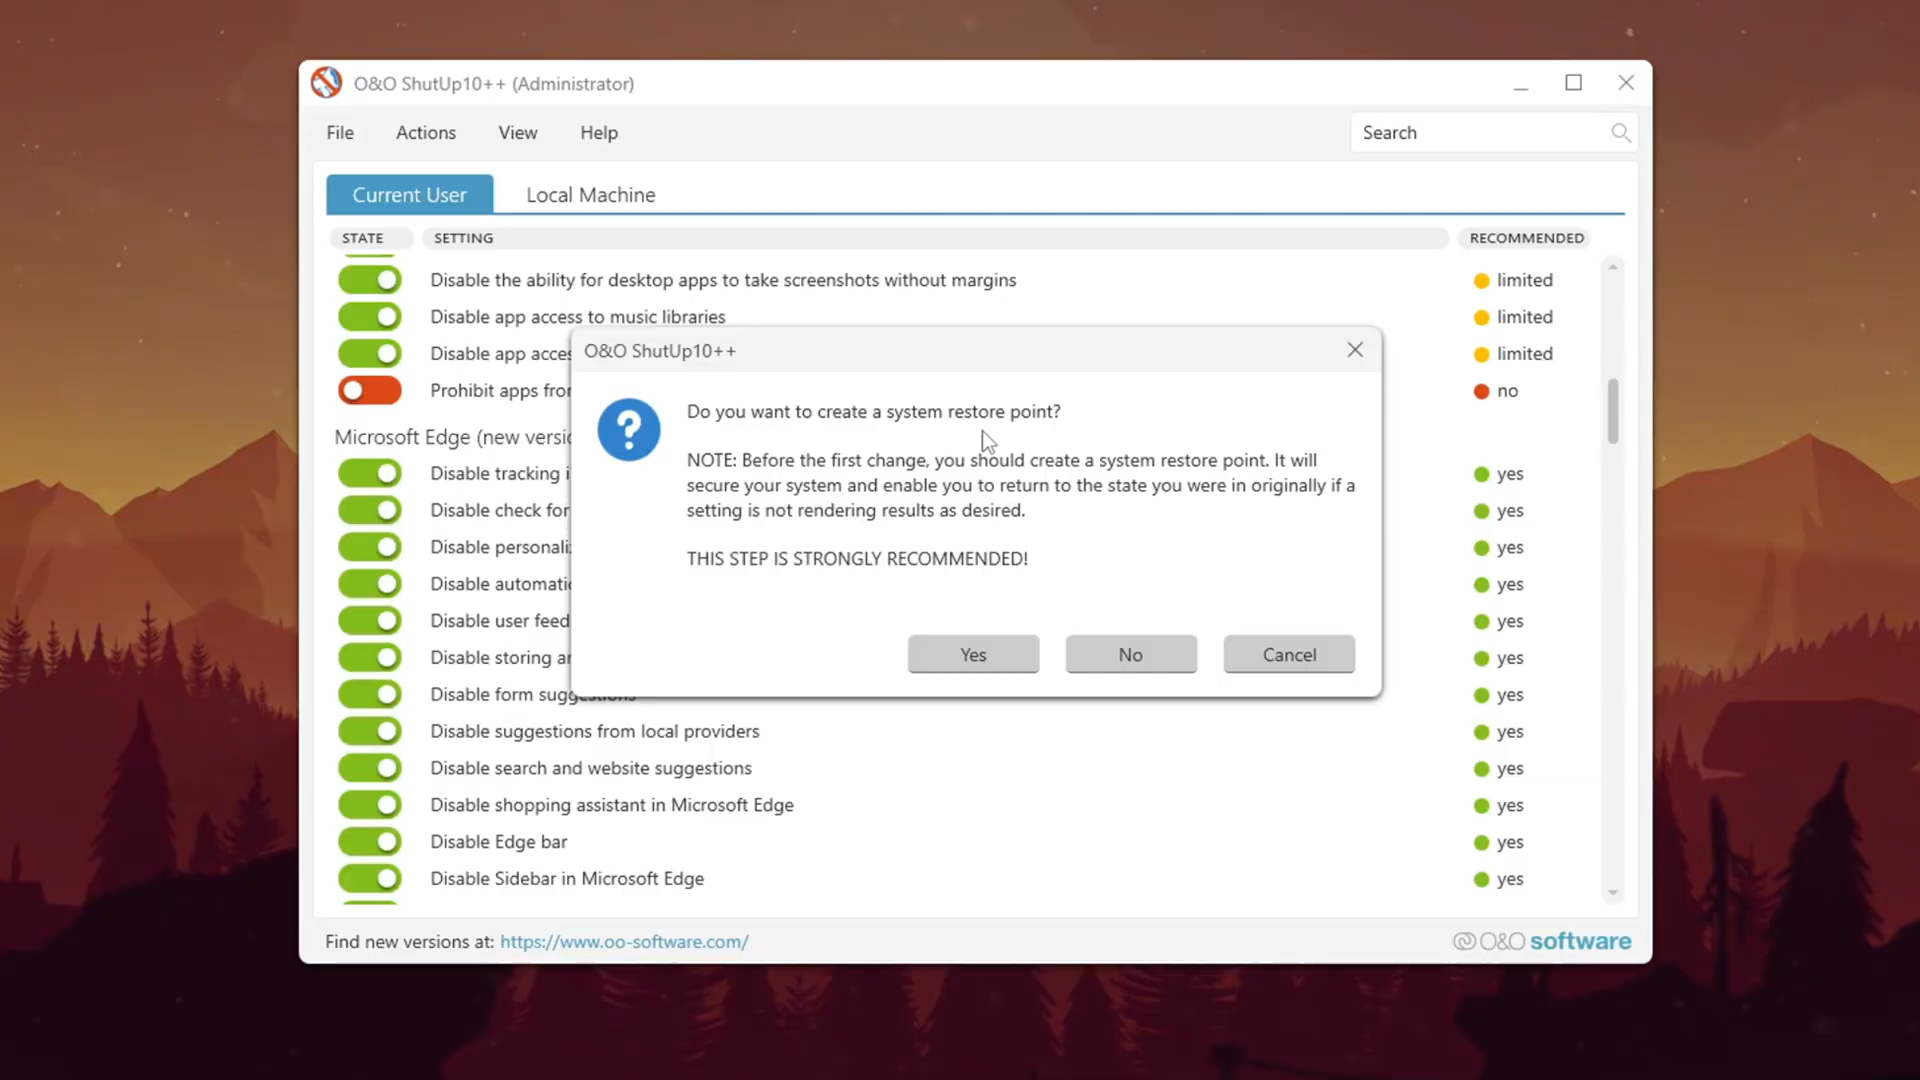 O&O ShutUp10++ (Administrator)
File Actions View Help
Search
Current User Local Machine
STATE SETTING RECOMMENDED
Disable the ability for desktop apps to take screenshots without margins limited
Disable app access to music libraries limited
Disable app acces limited
Prohibit apps fro no
Microsoft Edge (new versi
Disable tracking i yes
Disable check for yes
Disable personali yes
Disable automati yes
Disable user feed yes
Disable storing a yes
Disable form suggestions yes
Disable suggestions from local providers yes
Disable search and website suggestions yes
Disable shopping assistant in Microsoft Edge yes
Disable Edge bar yes
Disable Sidebar in Microsoft Edge yes
O&O ShutUp10++
Do you want to create a system restore point?
NOTE: Before the first change, you should create a system restore point. It will
secure your system and enable you to return to the state you were in originally if a
setting is not rendering results as desired.
THIS STEP IS STRONGLY RECOMMENDED!
Yes No Cancel
Find new versions at: https://www.oo-software.com/
O&O software